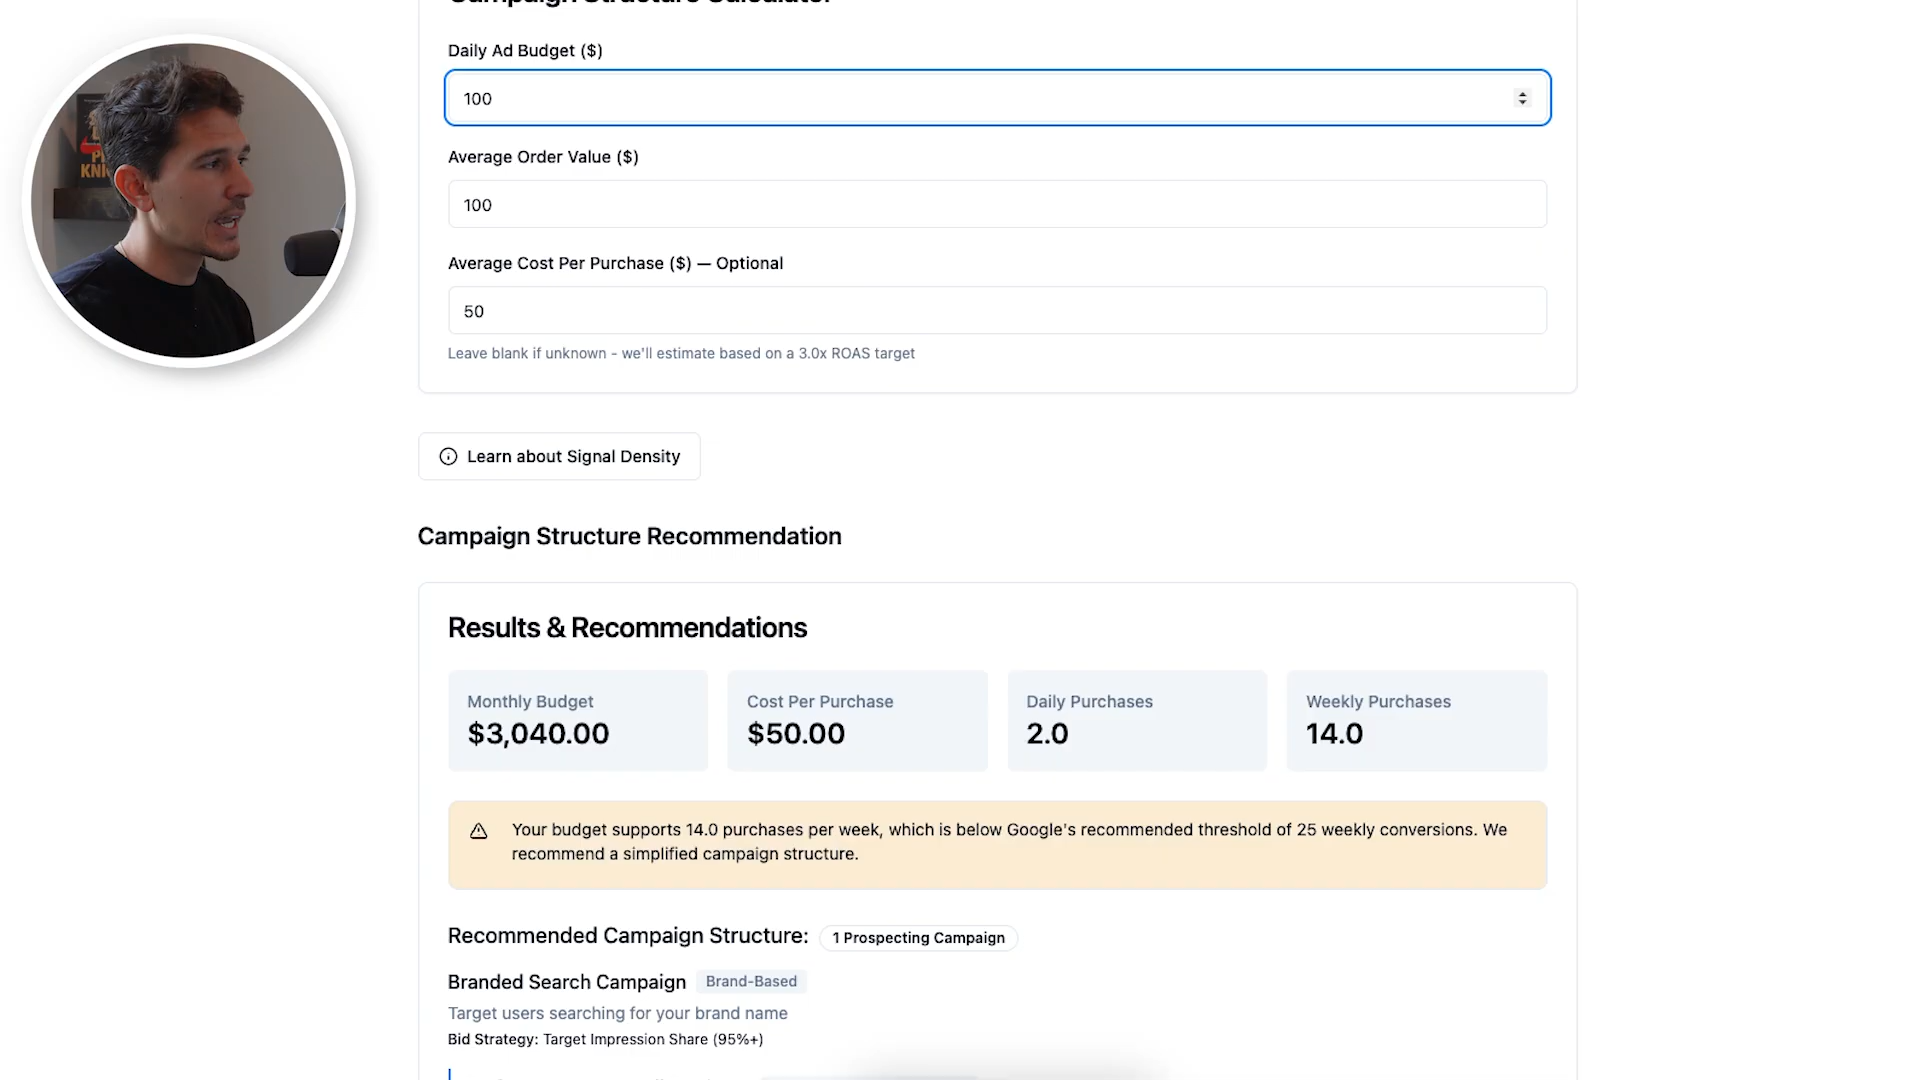 Campaign Structure Calculator
Daily Ad Budget ($)
100
Average Order Value ($)
100
Average Cost Per Purchase ($) — Optional
50
Leave blank if unknown - we'll estimate based on a 3.0x ROAS target
Learn about Signal Density
Campaign Structure Recommendation
Results & Recommendations
Monthly Budget
$3,040.00
Cost Per Purchase
$50.00
Daily Purchases
2.0
Weekly Purchases
14.0
Your budget supports 14.0 purchases per week, which is below Google's recommended threshold of 25 weekly conversions. We
recommend a simplified campaign structure.
Recommended Campaign Structure: 1 Prospecting Campaign
Branded Search Campaign Brand-Based
Target users searching for your brand name
Bid Strategy: Target Impression Share (95%+)